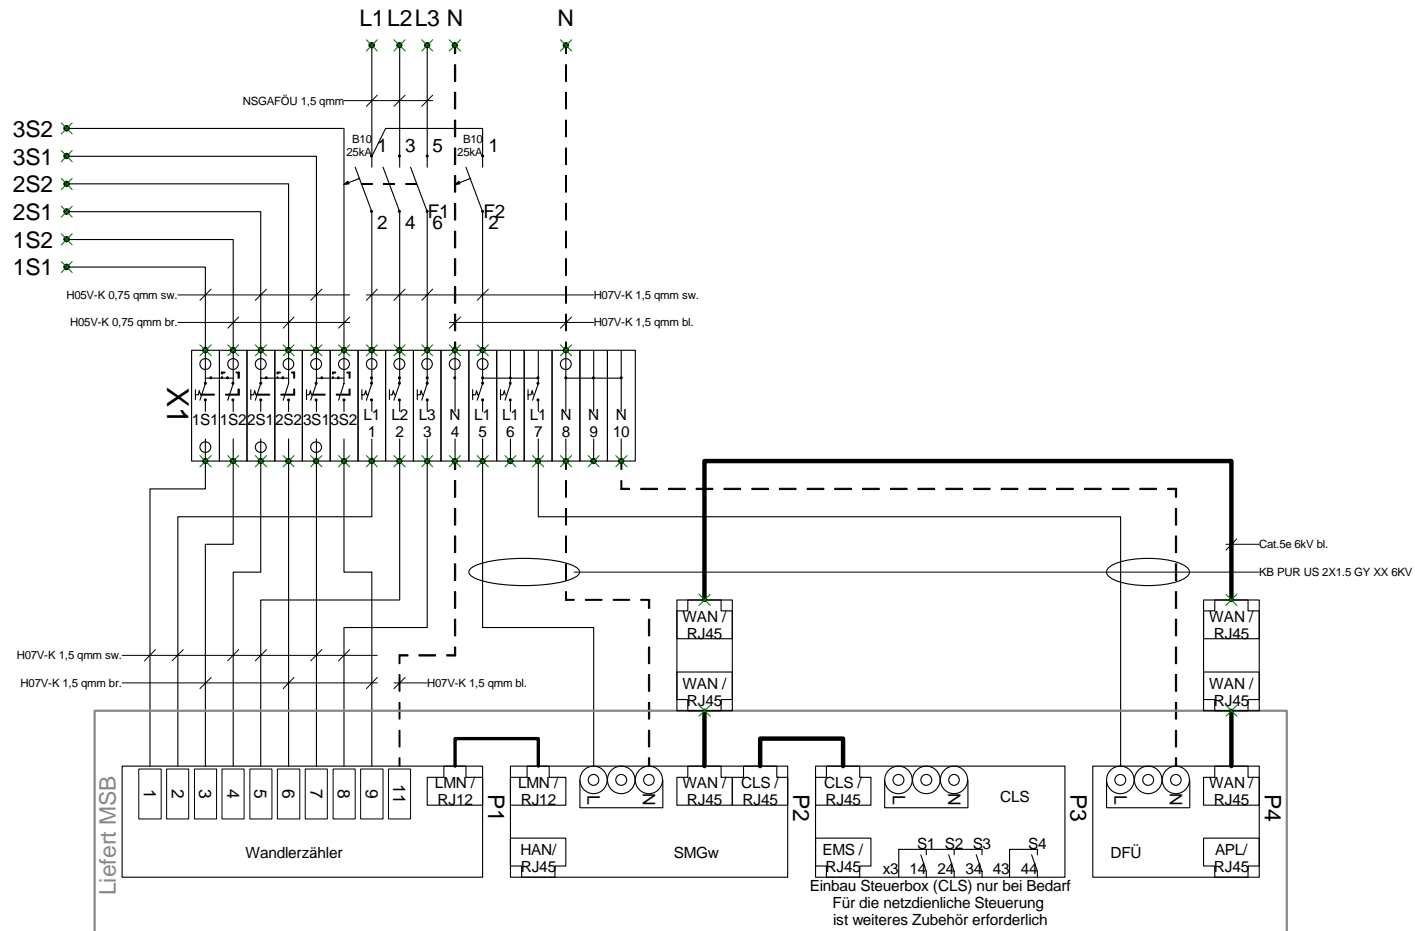 L1 L2 L3 N N
NSGAFÖU 1,5 qmm
3S2
3S1
2S2
2S1
1S2
1S1
B10
25kA
1 3 5
B10
25kA
1
2 4 6
F1
F2
2
H05V-K 0,75 qmm sw.
H07V-K 1,5 qmm sw.
H05V-K 0,75 qmm br.
H07V-K 1,5 qmm bl.
X1
1S1 1S2 2S1 2S2 3S1 3S2
L1 L2 L3 N L1 L1 L1 N N N
1 2 3 4 5 6 7 8 9 10
Cat.5e 6kV bl.
KB PUR US 2X1.5 GY XX 6KV
WAN /
RJ45
WAN /
RJ45
WAN /
RJ45
WAN /
RJ45
H07V-K 1,5 qmm sw.
H07V-K 1,5 qmm br.
H07V-K 1,5 qmm bl.
Liefert MSB
1 2 3 4 5 6 7 8 9 11
LMN /
RJ12
P1
Wandlerzähler
LMN /
RJ12
L N
WAN /
RJ45
CLS /
RJ45
P2
HAN/
RJ45
SMGw
CLS /
RJ45
L N
CLS
P3
EMS /
RJ45
S1 S2 S3 S4
x3 14 24 34 43 44
L N
WAN /
RJ45
P4
DFÜ
APL/
RJ45
Einbau Steuerbox (CLS) nur bei Bedarf
Für die netzdienliche Steuerung
ist weiteres Zubehör erforderlich